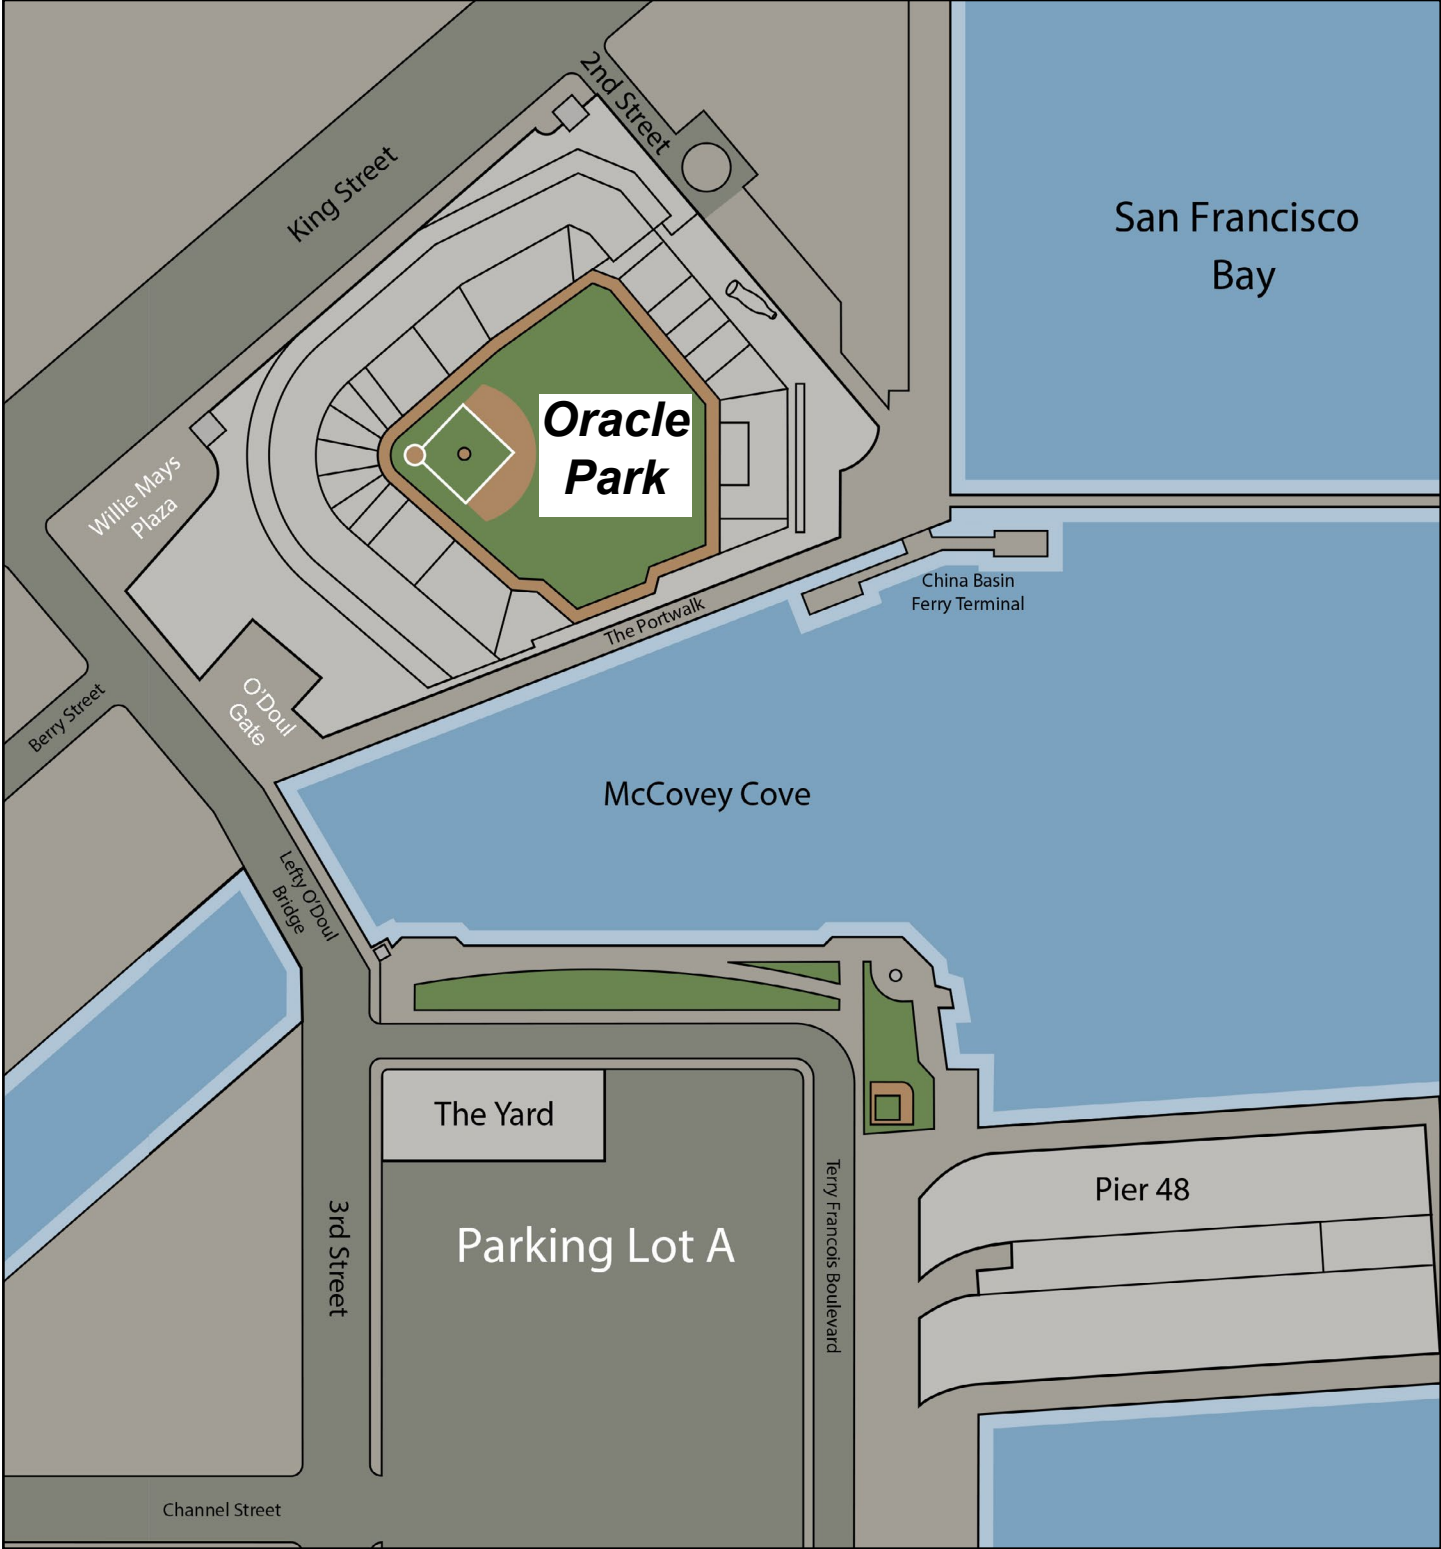 2nd Street
King Street
San Francisco
Bay
Oracle
Park
Willie Mays
Plaza
China Basin
Ferry Terminal
The Portwalk
O'Doul
Gate
Berry Street
McCovey Cove
Lefty O'Doul
Bridge
The Yard
Pier 48
3rd Street
Parking Lot A
Terry Francois Boulevard
Channel Street